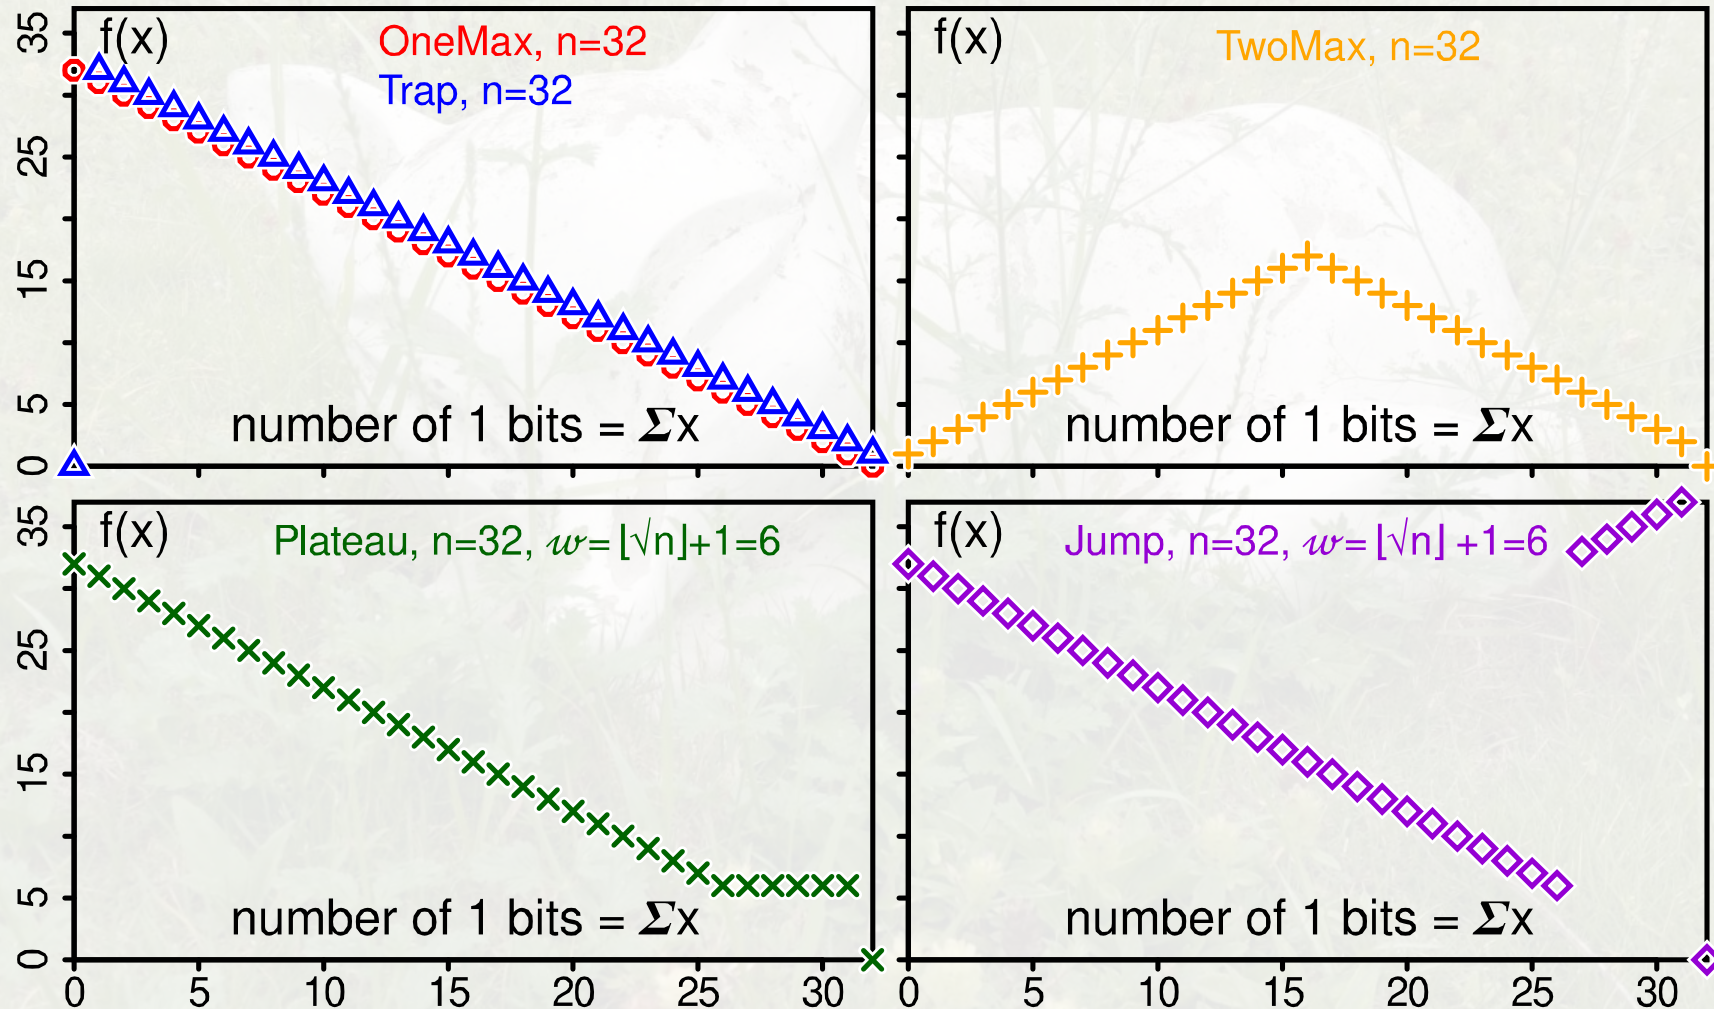 f(x)
OneMax, n=32
Trap, n=32
35
25
15
5
0
number of 1 bits = Σx
f(x)
TwoMax, n=32
number of 1 bits = Σx
f(x)
Plateau, n=32, w=⌊√n⌋+1=6
35
25
15
5
0
number of 1 bits = Σx
0 5 10 15 20 25 30
f(x)
Jump, n=32, w=⌊√n⌋ +1=6
number of 1 bits = Σx
0 5 10 15 20 25 30